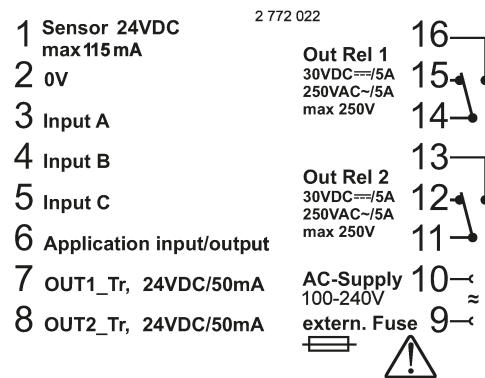 2 772 022
1 Sensor 24VDC
max 115 mA
2 0V
3 Input A
4 Input B
5 Input C
6 Application input/output
7 OUT1_Tr, 24VDC/50mA
8 OUT2_Tr, 24VDC/50mA
16
Out Rel 1
30VDC⎓/5A 15
250VAC~/5A
max 250V 14
13
Out Rel 2
30VDC⎓/5A 12
250VAC~/5A
max 250V 11
AC-Supply 10
100-240V ≈
extern. Fuse 9
!